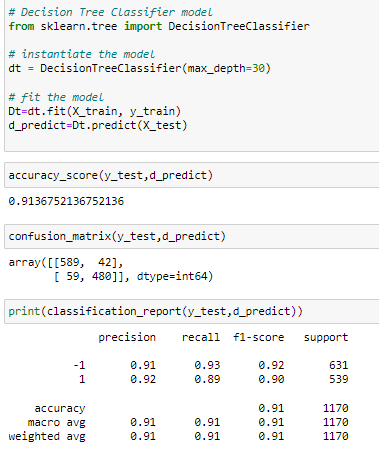 # Decision Tree Classifier model
from sklearn.tree import DecisionTreeClassifier
# instantiate the model
dt = DecisionTreeClassifier(max_depth=30)
# fit the model
Dt=dt.fit(X_train, y_train)
d_predict=Dt.predict(X_test)
accuracy_score(y_test,d_predict)
0.9136752136752136
confusion_matrix(y_test,d_predict)
array([[589,  42],
       [ 59, 480]], dtype=int64)
print(classification_report(y_test,d_predict))
              precision    recall  f1-score   support
          -1       0.91      0.93      0.92       631
           1       0.92      0.89      0.90       539
    accuracy                           0.91      1170
   macro avg       0.91      0.91      0.91      1170
weighted avg       0.91      0.91      0.91      1170